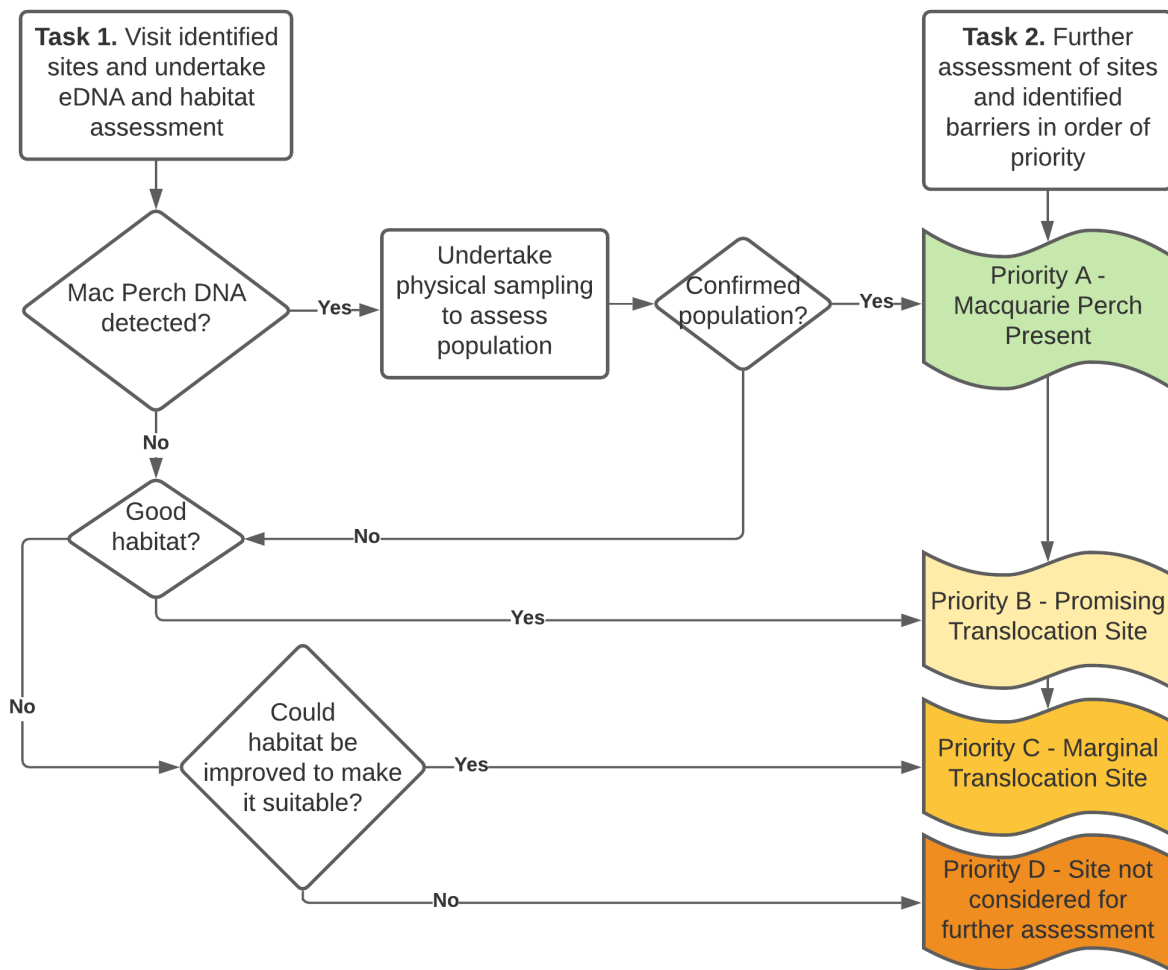 Task 1. Visit identified
sites and undertake
eDNA and habitat
assessment
Task 2. Further
assessment of sites
and identified
barriers in order of
priority
Mac Perch DNA
detected?
Yes
Undertake
physical sampling
to assess
population
Confirmed
population?
Yes
Priority A -
Macquarie Perch
Present
No
Good
habitat?
No
Yes
Priority B - Promising
Translocation Site
No
Could
habitat be
improved to make
it suitable?
Yes
Priority C - Marginal
Translocation Site
No
Priority D - Site not
considered for
further assessment